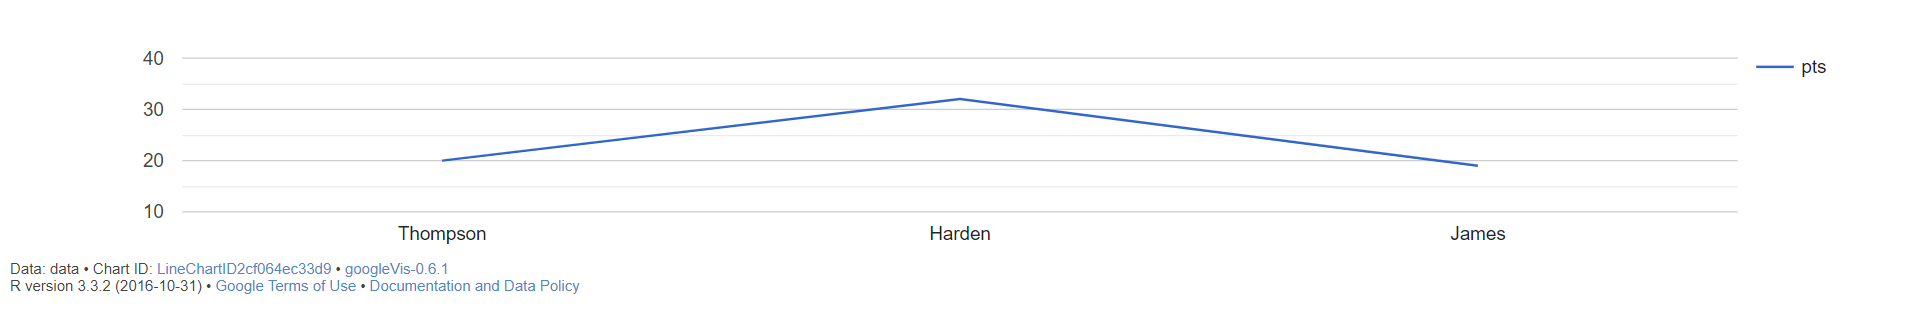 40
pts
30
20
10
Thompson Harden James
Data: data • Chart ID: LineChartID2cf064ec33d9 • googleVis-0.6.1
R version 3.3.2 (2016-10-31) • Google Terms of Use • Documentation and Data Policy